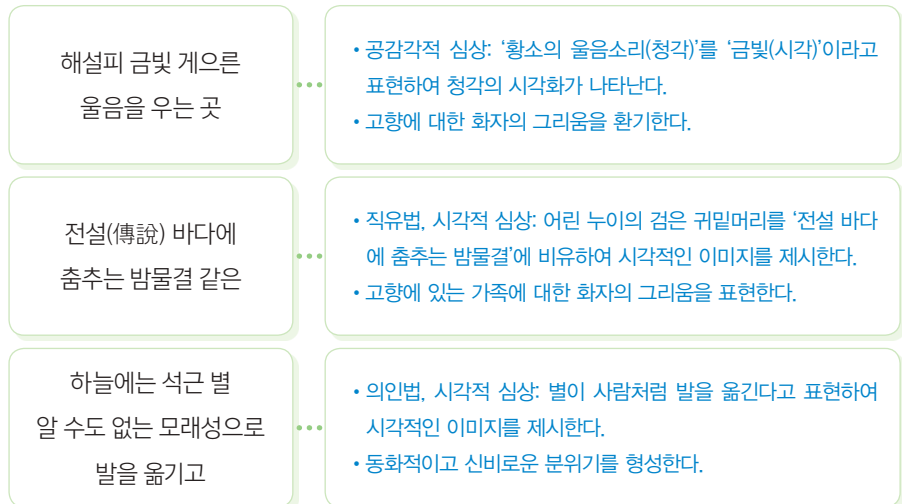 해설피 금빛 게으른
울음을 우는 곳
• 공감각적 심상: ‘황소의 울음소리(청각)’를 ‘금빛(시각)’이라고
표현하여 청각의 시각화가 나타난다.
• 고향에 대한 화자의 그리움을 환기한다.
전설(傳說) 바다에
춤추는 밤물결 같은
• 직유법, 시각적 심상: 어린 누이의 검은 귀밑머리를 ‘전설 바다
에 춤추는 밤물결’에 비유하여 시각적인 이미지를 제시한다.
• 고향에 있는 가족에 대한 화자의 그리움을 표현한다.
하늘에는 석근 별
알 수도 없는 모래성으로
발을 옮기고
• 의인법, 시각적 심상: 별이 사람처럼 발을 옮긴다고 표현하여
시각적인 이미지를 제시한다.
• 동화적이고 신비로운 분위기를 형성한다.